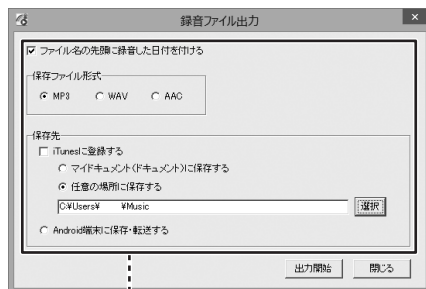 録音ファイル出力
ファイル名の先頭に録音した日付を付ける
保存ファイル形式
MP3 WAV AAC
保存先
iTunesに登録する
マイドキュメント(ドキュメント)に保存する
任意の場所に保存する
C:¥Users¥ ¥Music 選択
Android端末に保存・転送する
出力開始 閉じる